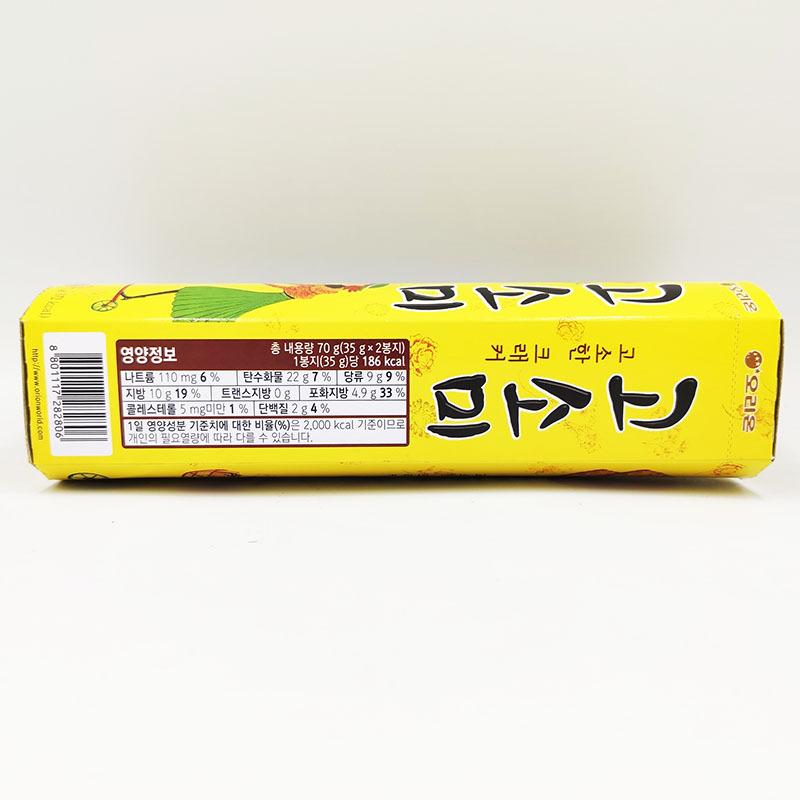 영양정보
총 내용량 70 g(35 g×2봉지)
1봉지(35 g)당 186 kcal
나트륨 110 mg 6 % 탄수화물 22 g 7 % 당류 9 g 9 %
지방 10 g 19 % 트랜스지방 0 g 포화지방 4.9 g 33 %
콜레스테롤 5 mg미만 1 % 단백질 2 g 4 %
1일 영양성분 기준치에 대한 비율(%)은 2,000 kcal 기준이므로
개인의 필요열량에 따라 다를 수 있습니다.
http://www.orionworld.com
8 801117 282806
고소미
고소한 크래커
고소미
오리온